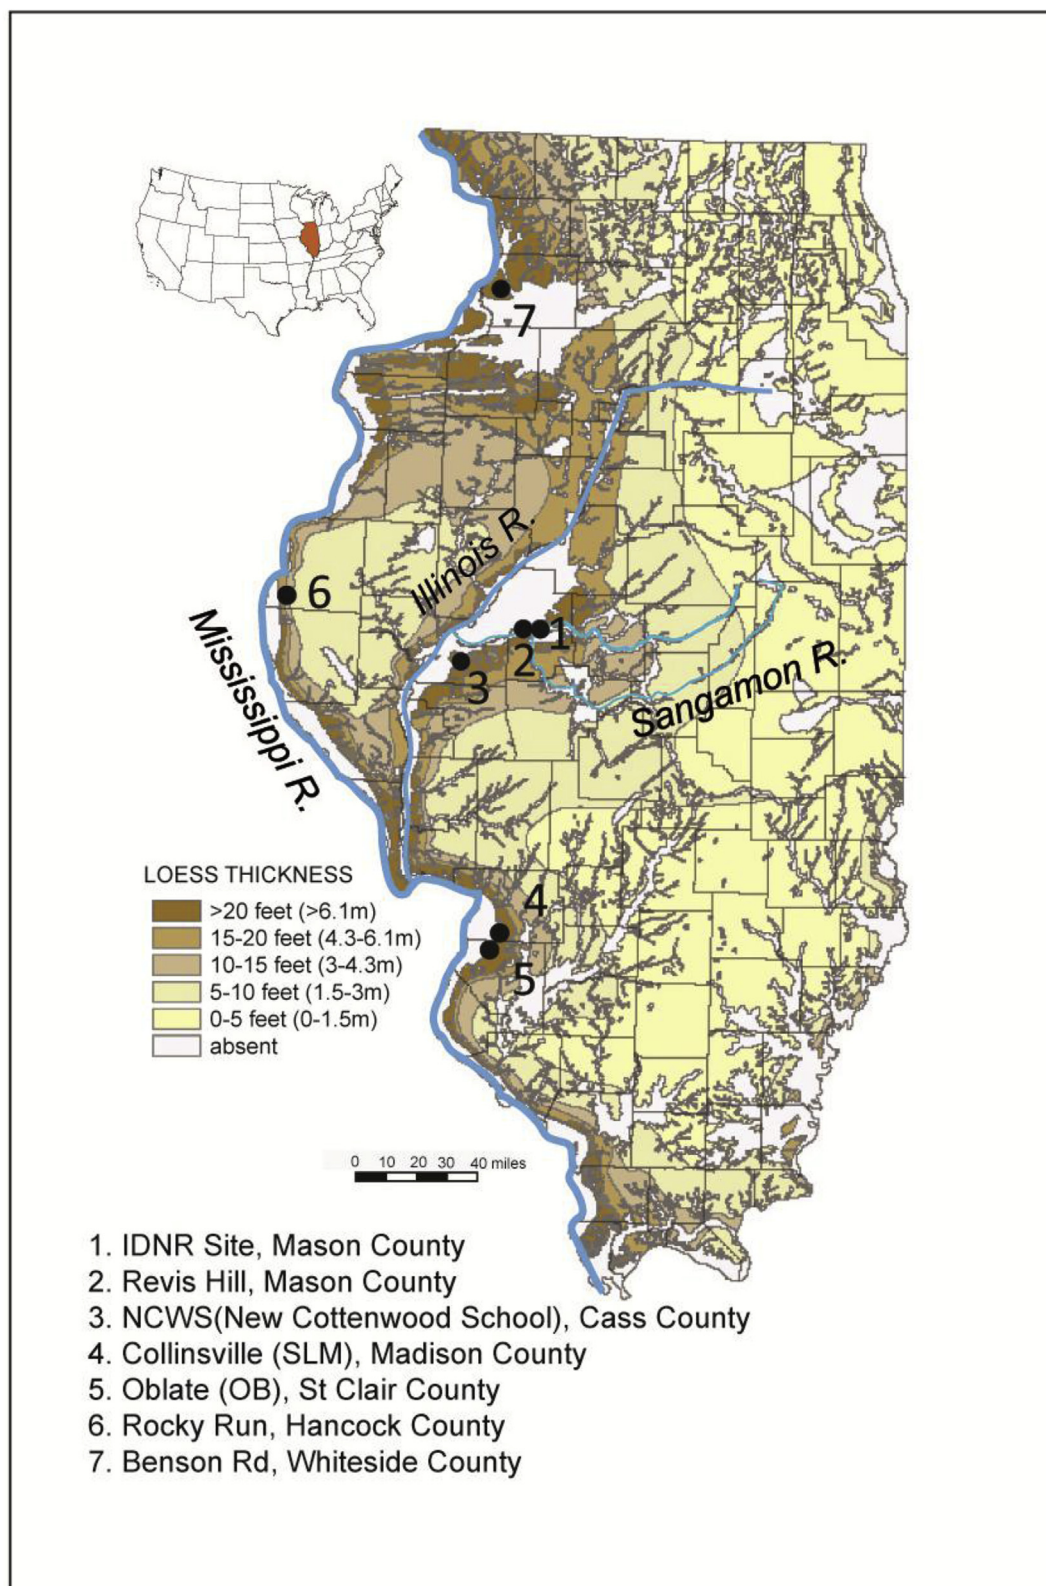 7
Illinois R.
6
1
2
3
Mississippi R.
Sangamon R.
LOESS THICKNESS
>20 feet (>6.1m)
15-20 feet (4.3-6.1m)
10-15 feet (3-4.3m)
5-10 feet (1.5-3m)
0-5 feet (0-1.5m)
absent
4
5
0 10 20 30 40 miles
1. IDNR Site, Mason County
2. Revis Hill, Mason County
3. NCWS(New Cottenwood School), Cass County
4. Collinsville (SLM), Madison County
5. Oblate (OB), St Clair County
6. Rocky Run, Hancock County
7. Benson Rd, Whiteside County